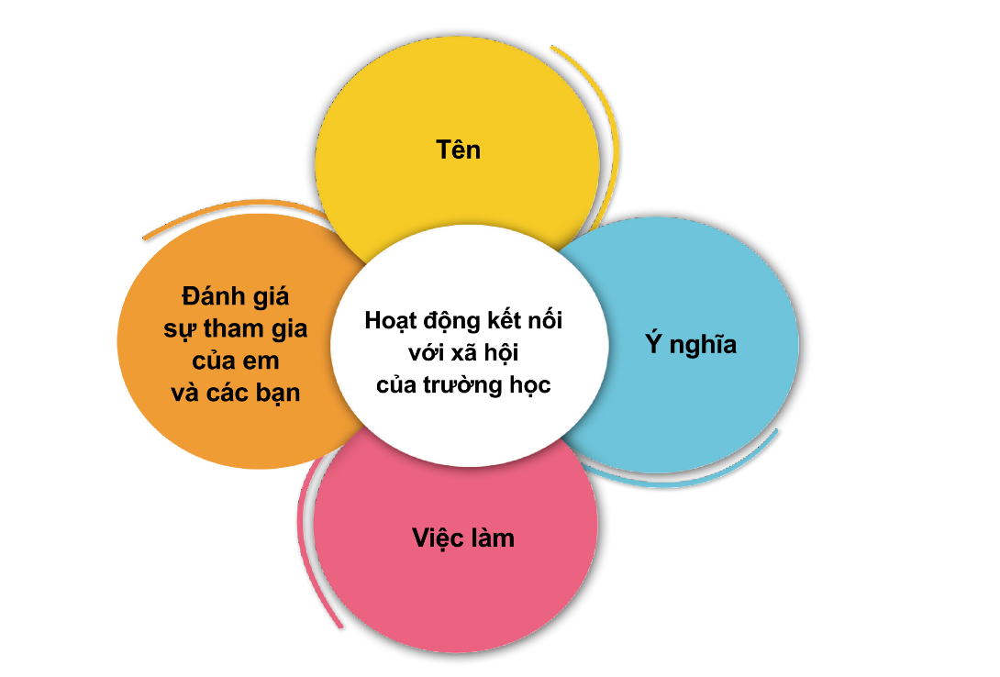 Tên
Đánh giá
sự tham gia
của em
và các bạn
Hoạt động kết nối
với xã hội
của trường học
Ý nghĩa
Việc làm